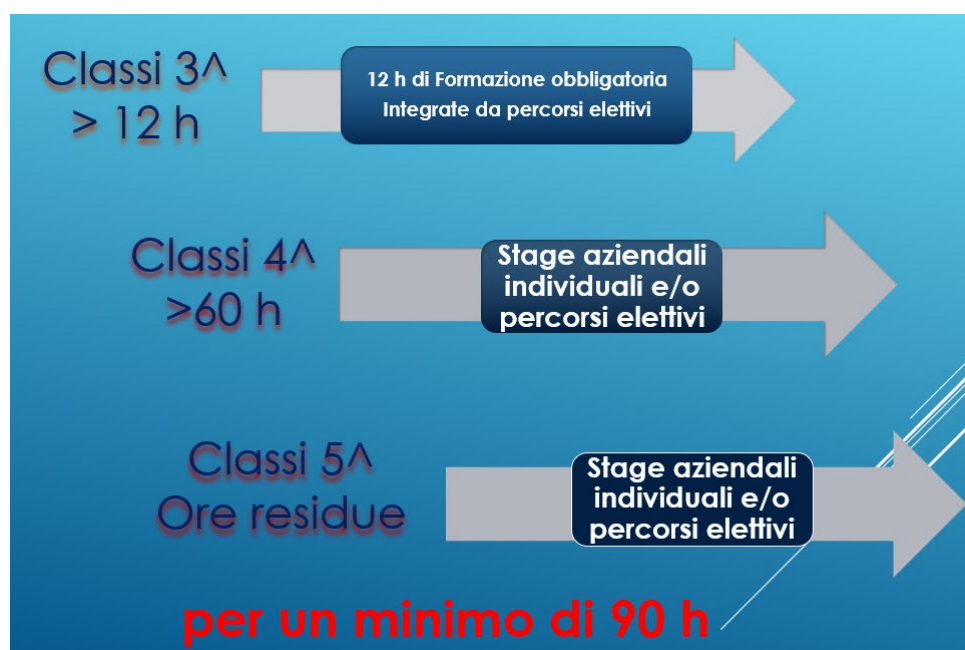 Classi 3^
> 12 h
12 h di Formazione obbligatoria
Integrate da percorsi elettivi
Classi 4^
>60 h
Stage aziendali
individuali e/o
percorsi elettivi
Classi 5^
Ore residue
Stage aziendali
individuali e/o
percorsi elettivi
per un minimo di 90 h